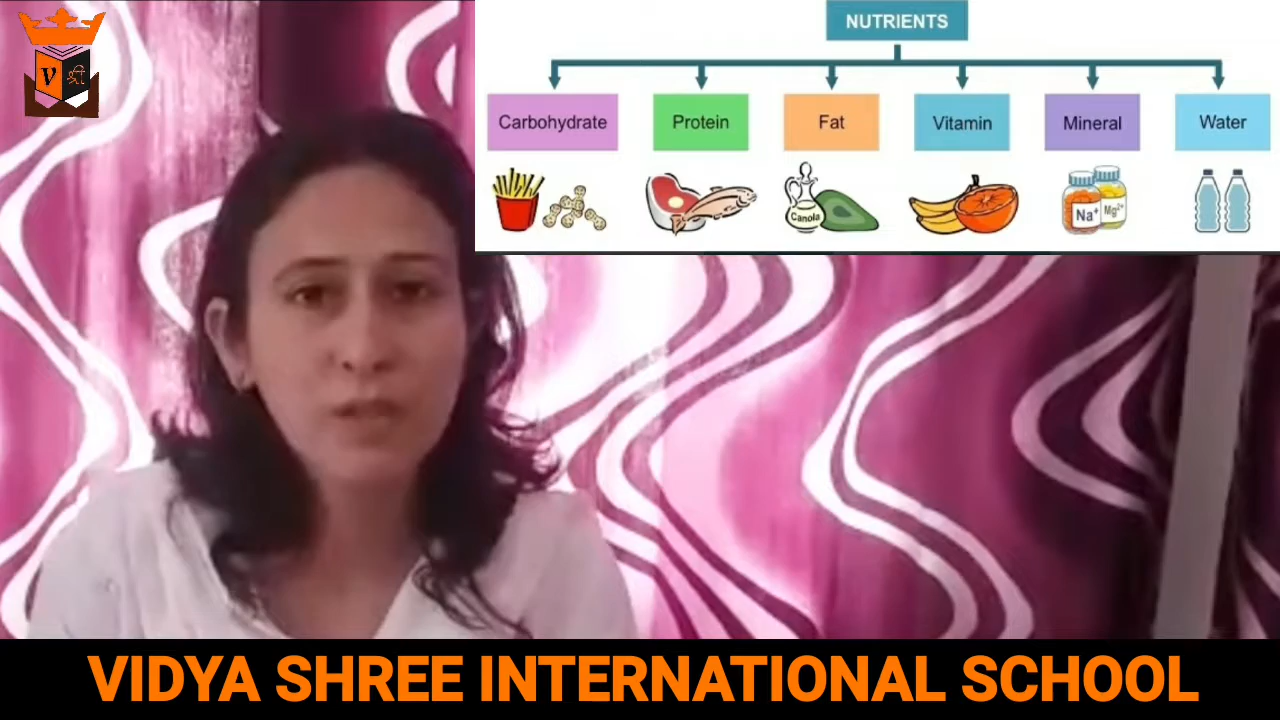 V श्री
NUTRIENTS
Carbohydrate
Protein
Fat
Vitamin
Mineral
Water
Canola
Na+
Mg2+
VIDYA SHREE INTERNATIONAL SCHOOL